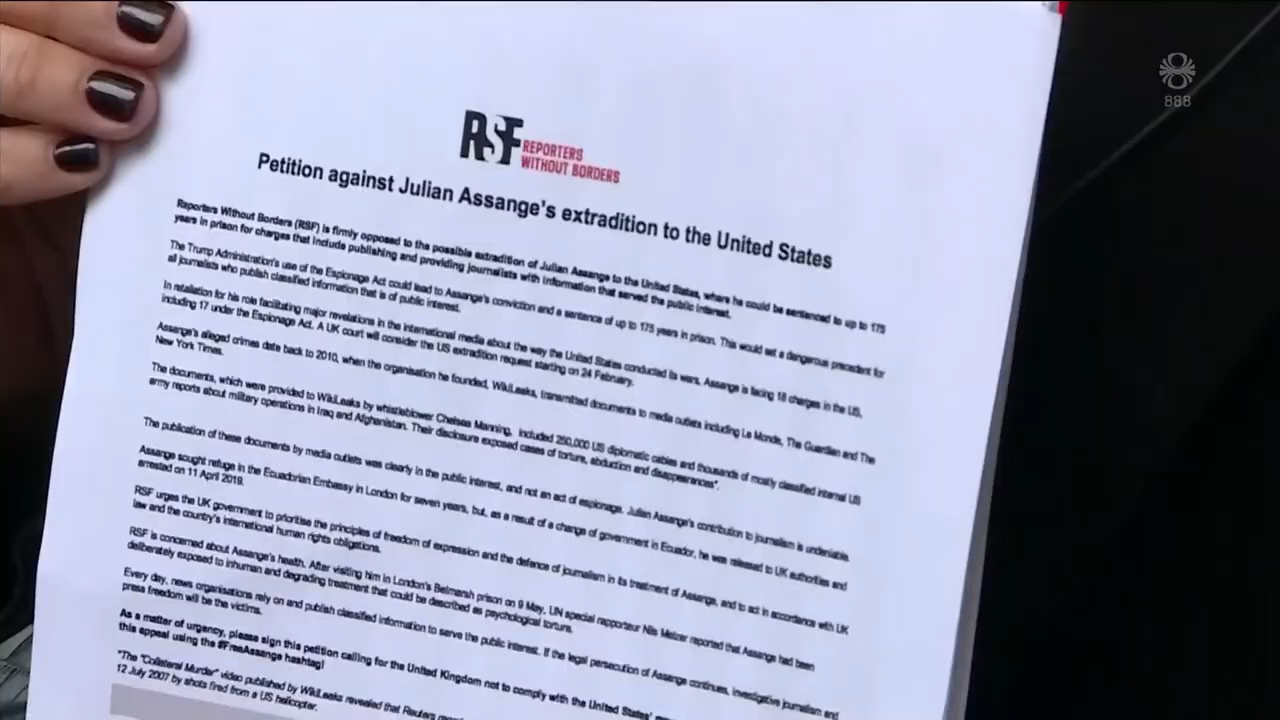 888
RSF REPORTERS
WITHOUT BORDERS
Petition against Julian Assange's extradition to the United States
Reporters Without Borders (RSF) is firmly opposed to the possible extradition of Julian Assange to the United States, where he could be sentenced to up to 175
years in prison for charges that include publishing and providing journalists with information that served the public interest.
The Trump Administration's use of the Espionage Act could lead to Assange's conviction and a sentence of up to 175 years in prison. This would set a dangerous precedent for
all journalists who publish classified information that is of public interest.
In retaliation for his role facilitating major revelations in the international media about the way the United States conducted its wars, Assange is facing 18 charges in the US,
including 17 under the Espionage Act. A UK court will consider the US extradition request starting on 24 February.
Assange's alleged crimes date back to 2010, when the organisation he founded, WikiLeaks, transmitted documents to media outlets including Le Monde, The Guardian and The
New York Times.
The documents, which were provided to WikiLeaks by whistleblower Chelsea Manning, included 250,000 US diplomatic cables and thousands of mostly classified internal US
army reports about military operations in Iraq and Afghanistan. Their disclosure exposed cases of torture, abduction and disappearances*.
The publication of these documents by media outlets was clearly in the public interest, and not an act of espionage. Julian Assange's contribution to journalism is undeniable.
Assange sought refuge in the Ecuadorian Embassy in London for seven years, but, as a result of a change of government in Ecuador, he was released to UK authorities and
arrested on 11 April 2019.
RSF urges the UK government to prioritise the principles of freedom of expression and the defence of journalism in its treatment of Assange, and to act in accordance with UK
law and the country's international human rights obligations.
RSF is concerned about Assange's health. After visiting him in London's Belmarsh prison on 9 May, UN special rapporteur Nils Melzer reported that Assange had been
deliberately exposed to inhuman and degrading treatment that could be described as psychological torture.
Every day, news organisations rely on and publish classified information to serve the public interest. If the legal persecution of Assange continues, investigative journalism and
press freedom will be the victims.
As a matter of urgency, please sign this petition calling for the United Kingdom not to comply with the United States'
this appeal using the #FreeAssange hashtag!
*The "Collateral Murder" video published by WikiLeaks revealed that Reuters
12 July 2007 by shots fired from a US helicopter.